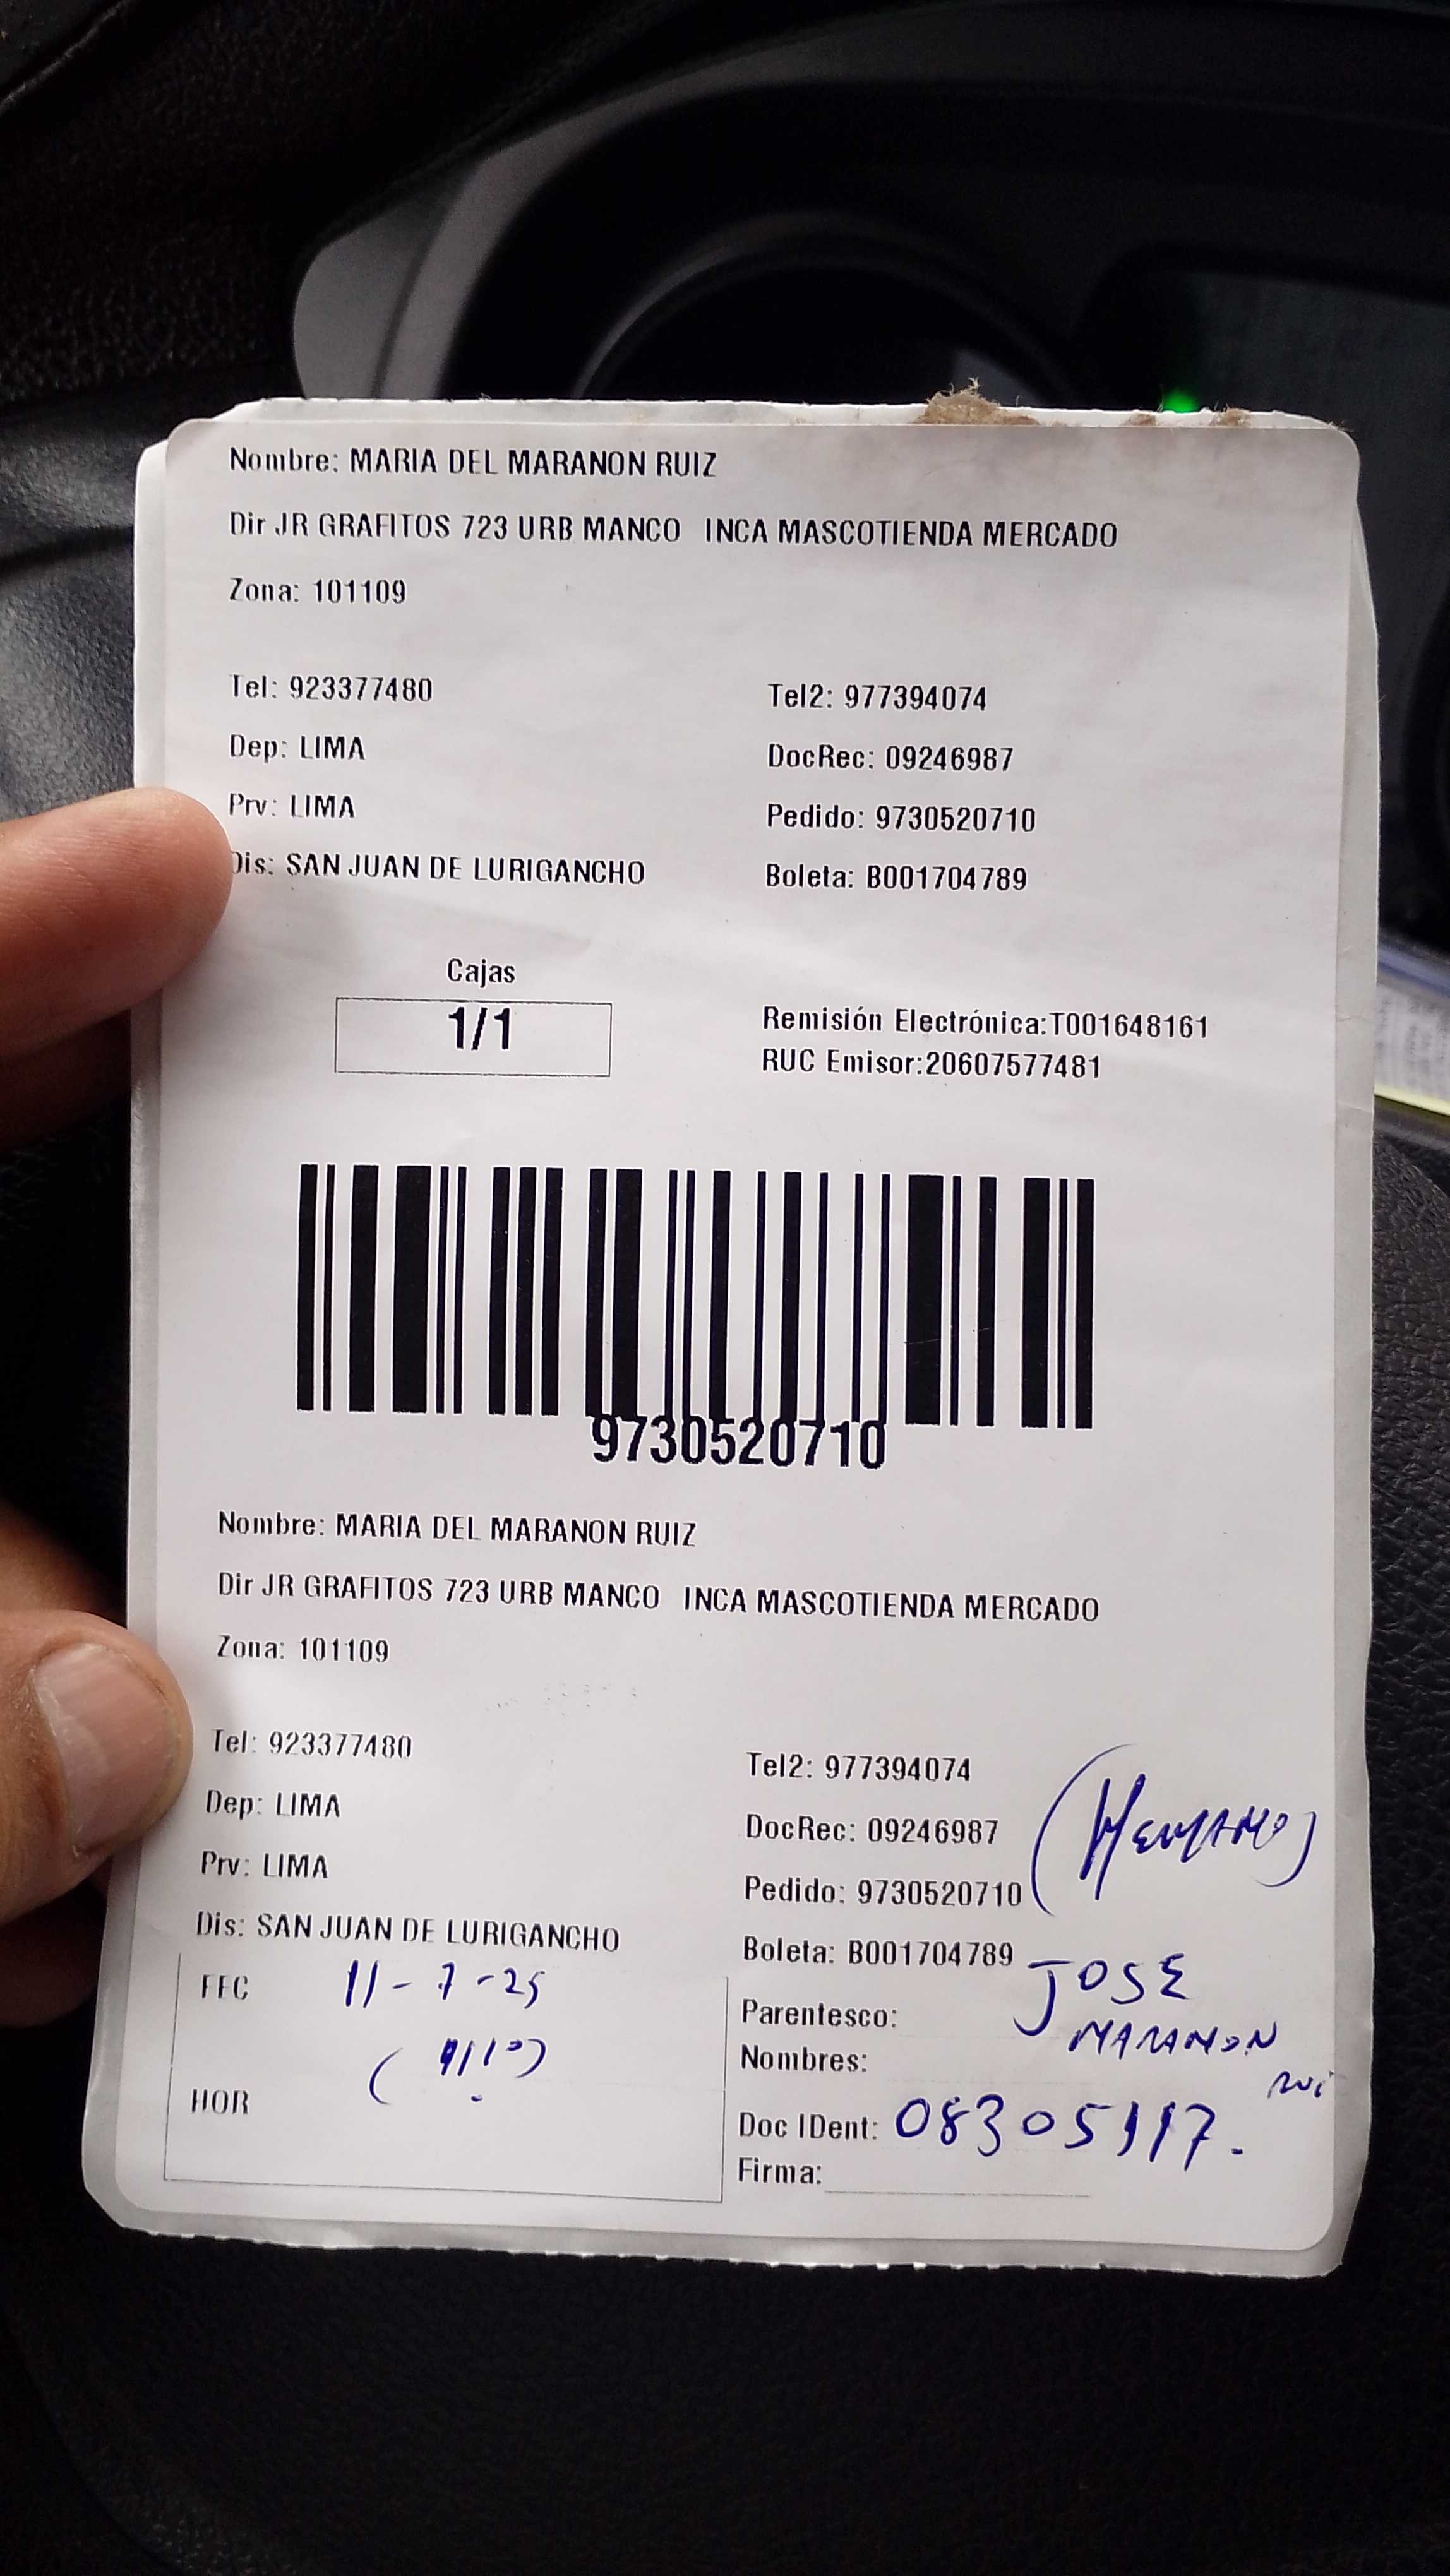 Nombre: MARIA DEL MARANON RUIZ
Dir JR GRAFITOS 723 URB MANCO INCA MASCOTIENDA MERCADO
Zona: 101109
Tel: 923377480 Tel2: 977394074
Dep: LIMA DocRec: 09246987
Prv: LIMA Pedido: 9730520710
Dis: SAN JUAN DE LURIGANCHO Boleta: B001704789
Cajas
1/1
Remisión Electrónica:T001648161
RUC Emisor:20607577481
9730520710
Nombre: MARIA DEL MARANON RUIZ
Dir JR GRAFITOS 723 URB MANCO INCA MASCOTIENDA MERCADO
Zona: 101109
Tel: 923377480 Tel2: 977394074
Dep: LIMA DocRec: 09246987
(HERMANO)
Prv: LIMA Pedido: 9730520710
Dis: SAN JUAN DE LURIGANCHO Boleta: B001704789
FEC 11-7-25
HOR
Parentesco: JOSE
Nombres: MARANON
Doc IDent: 08305117.
Firma: